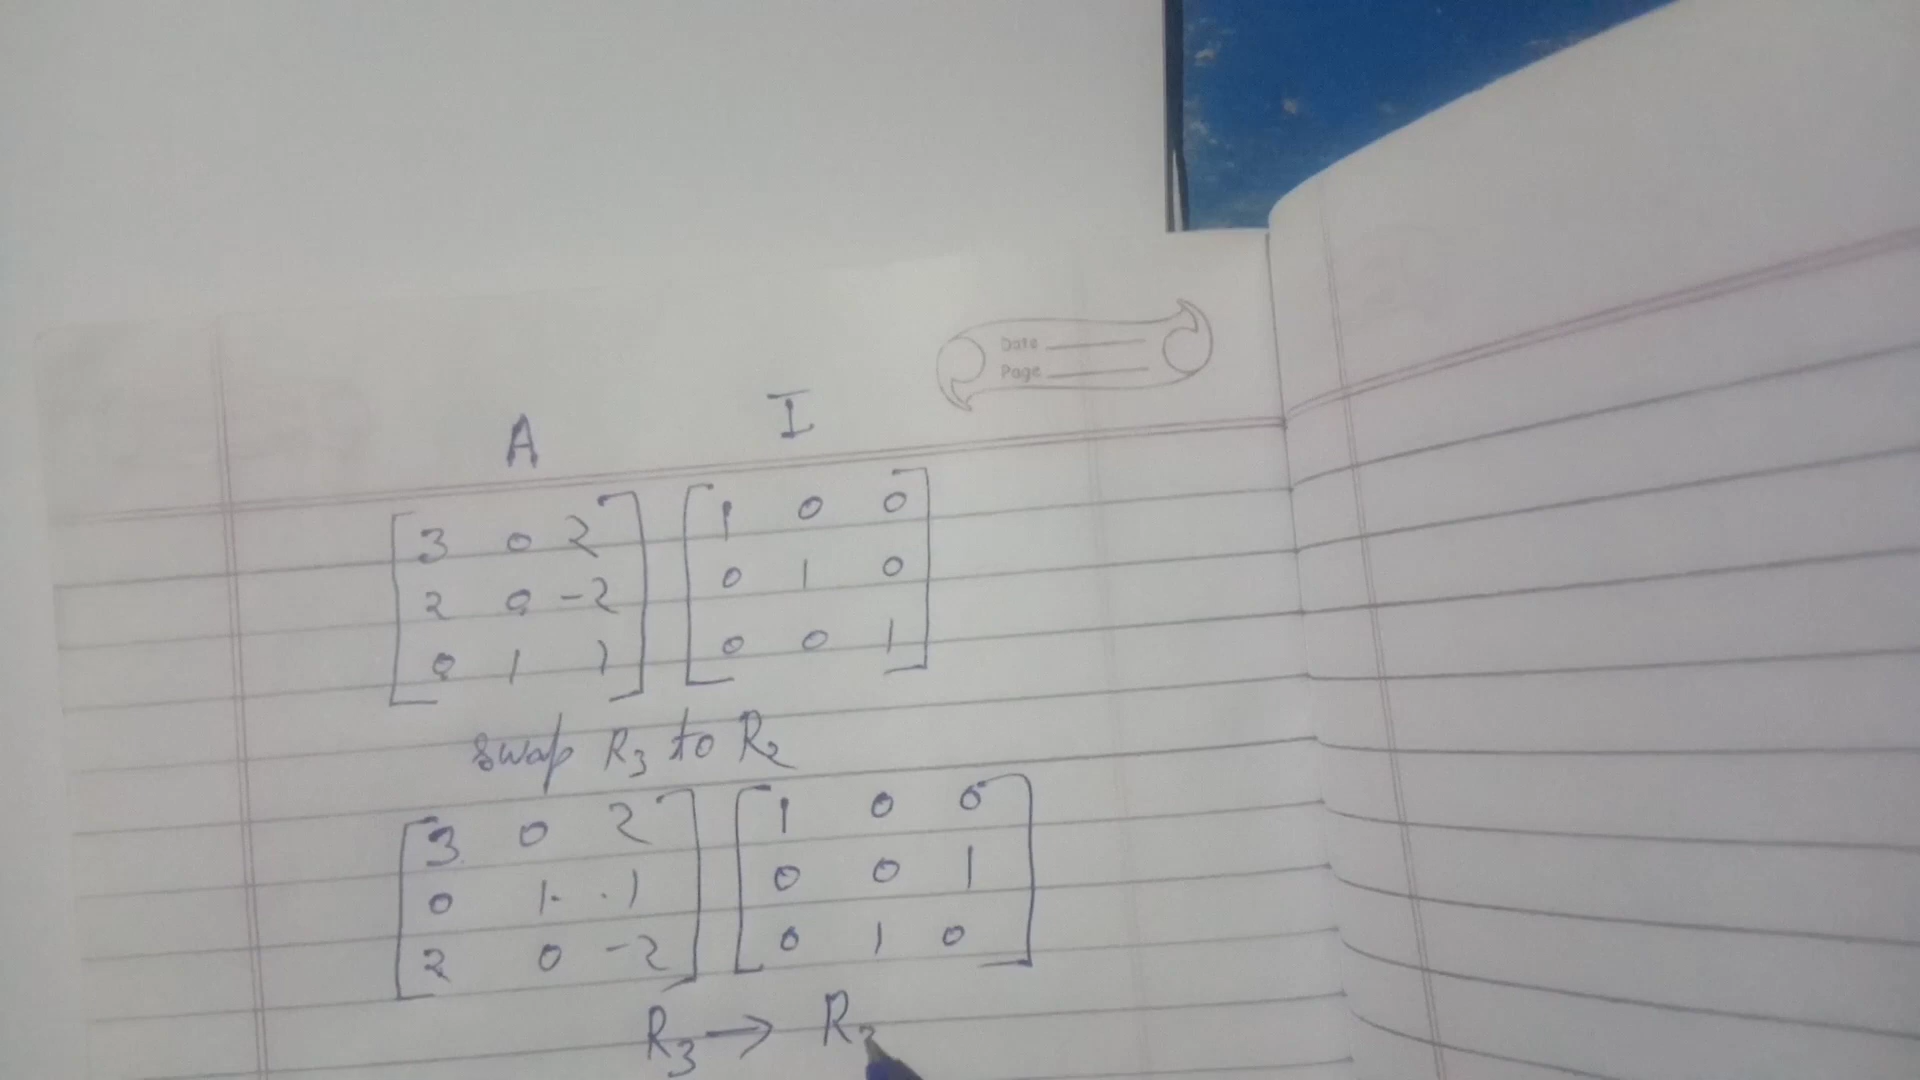 Date
Page
A I
3 0 2 1 0 0
2 0 -2 0 1 0
0 1 1 0 0 1
swap R3 to R2
3 0 2 1 0 0
0 1 1 0 0 1
2 0 -2 0 1 0
R3 → R3